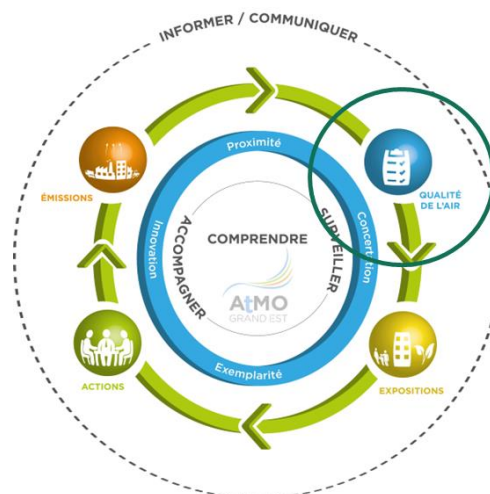 INFORMER / COMMUNIQUER
Proximité
ÉMISSIONS
QUALITÉ
DE L'AIR
Innovation
ACCOMPAGNER
COMPRENDRE
SURVEILLER
Concertation
AtMO
GRAND EST
Exemplarité
ACTIONS
EXPOSITIONS